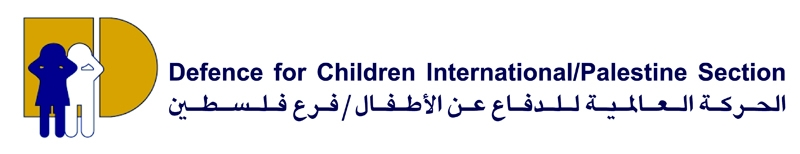 Defence for Children International/Palestine Section
الحركة العالمية للدفاع عن الأطفال/فرع فلسطين